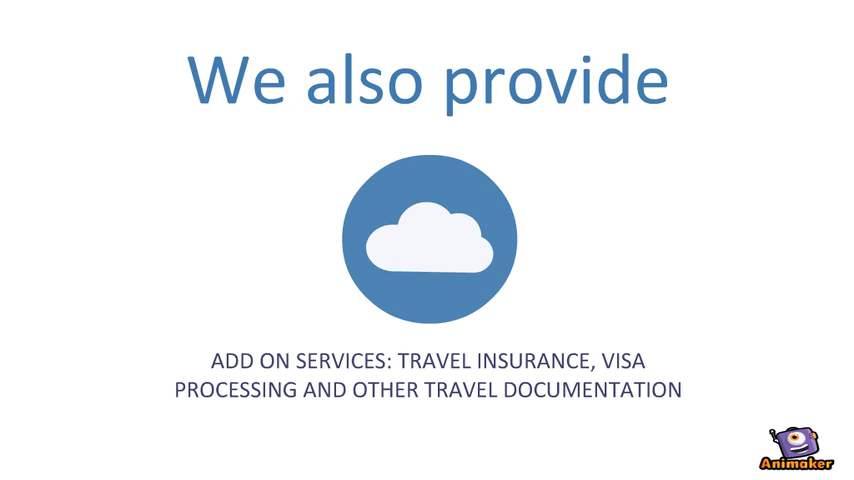 We also provide
ADD ON SERVICES: TRAVEL INSURANCE, VISA
PROCESSING AND OTHER TRAVEL DOCUMENTATION
Animaker